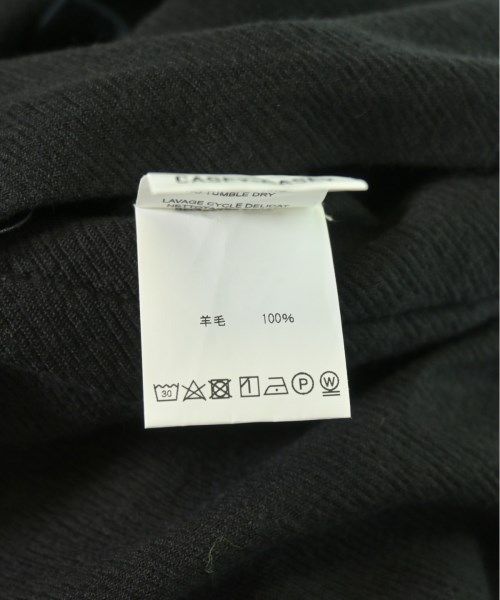 TUMBLE DRY
LAVAGE CYCLE DELICAT
羊毛 100%
30 P W